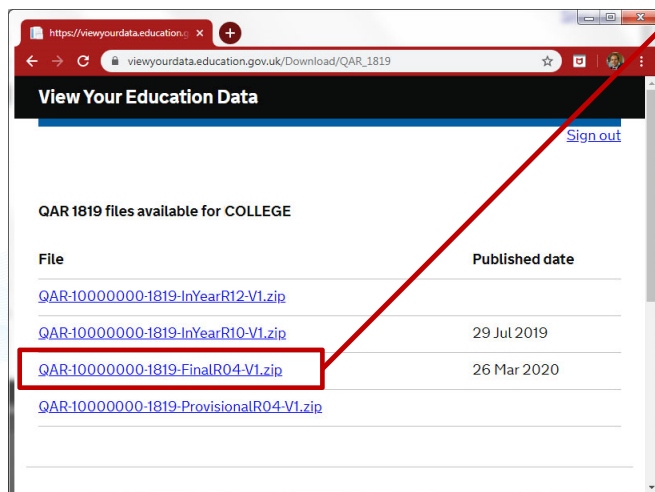 https://viewyourdata.education.g
viewyourdata.education.gov.uk/Download/QAR_1819
View Your Education Data
Sign out
QAR 1819 files available for COLLEGE
File Published date
QAR-10000000-1819-InYearR12-V1.zip
QAR-10000000-1819-InYearR10-V1.zip 29 Jul 2019
QAR-10000000-1819-FinalR04-V1.zip 26 Mar 2020
QAR-10000000-1819-ProvisionalR04-V1.zip